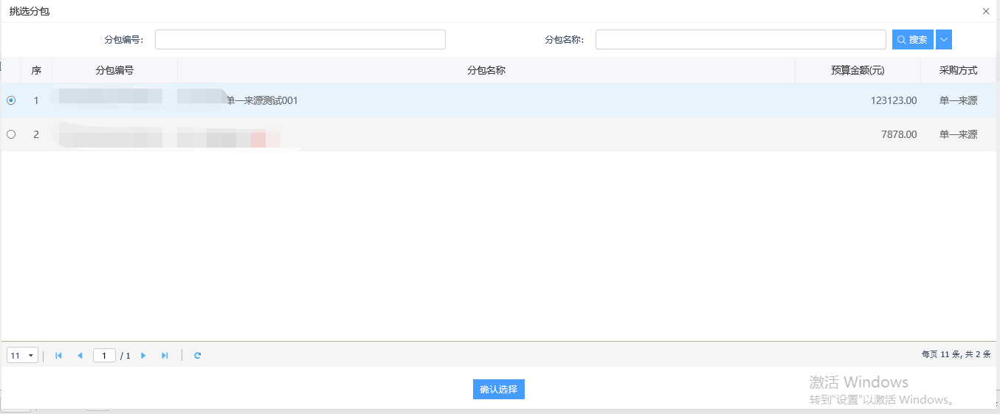 挑选分包
分包编号: 分包名称: 搜索
序 分包编号 分包名称 预算金额(元) 采购方式
1 单一来源测试001 123123.00 单一来源
2 7878.00 单一来源
11 1 / 1 每页 11 条, 共 2 条
确认选择
激活 Windows
转到"设置"以激活 Windows。